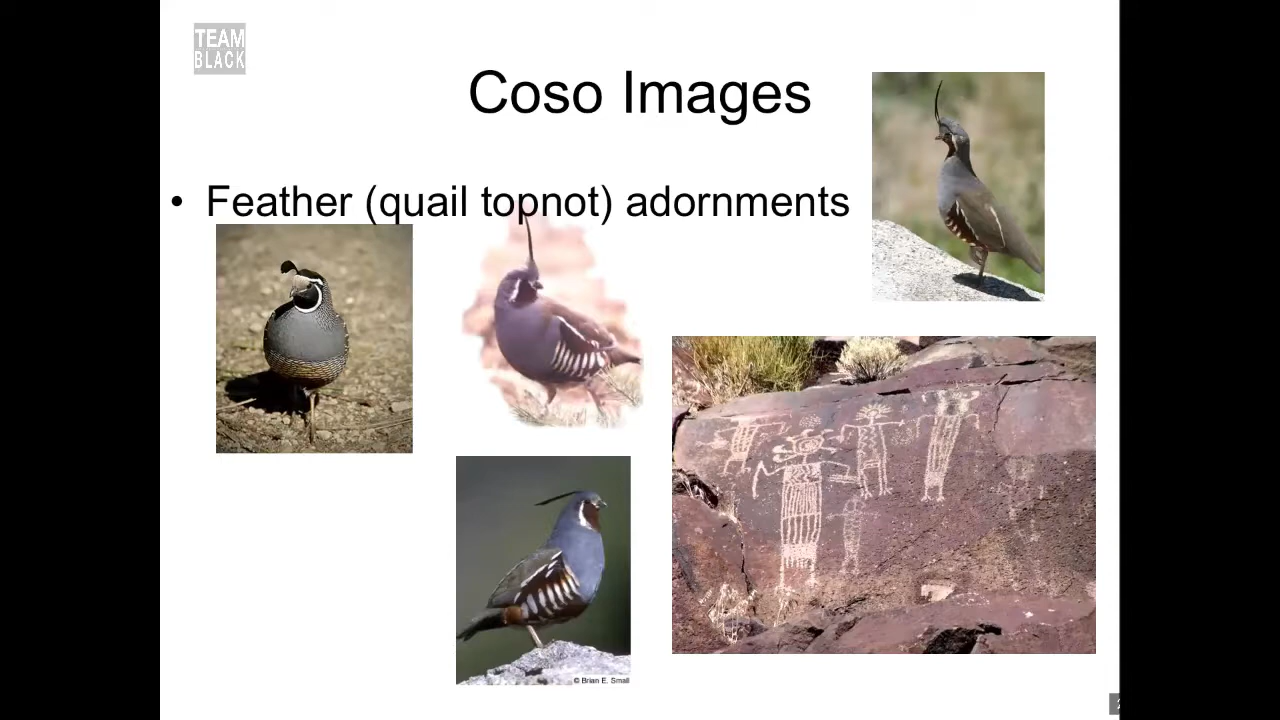 TEAM
BLACK
Coso Images
• Feather (quail topnot) adornments
© Brian E. Small